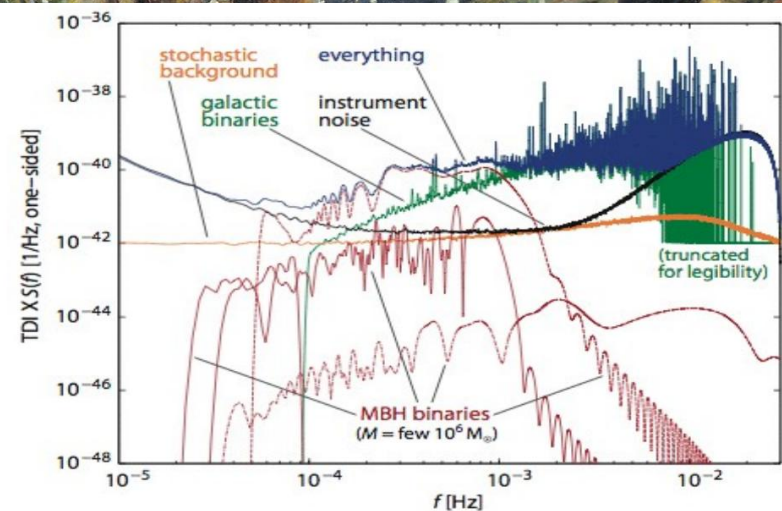 10−36
10−38
10−40
10−42
10−44
10−46
10−48
TDI X S(f) [1/Hz, one−sided]
stochastic
background
everything
galactic
binaries
instrument
noise
(truncated
for legibility)
MBH binaries
(M = few 10⁶ M☉)
10−5
10−4
10−3
10−2
f [Hz]